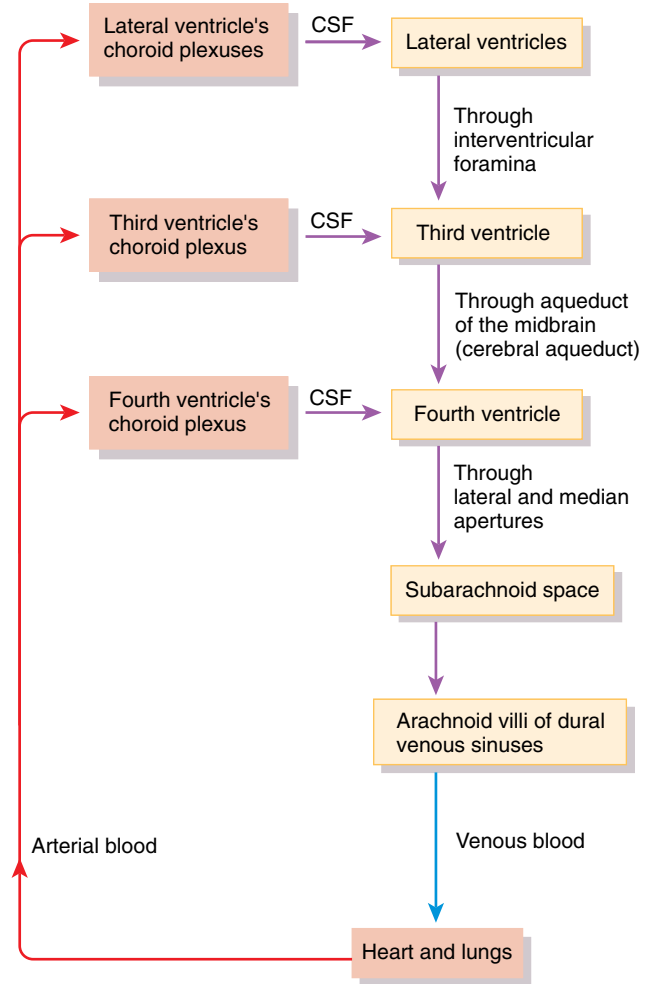 Lateral ventricle's
choroid plexuses
CSF
Lateral ventricles
Through
interventricular
foramina
Third ventricle's
choroid plexus
CSF
Third ventricle
Through aqueduct
of the midbrain
(cerebral aqueduct)
Fourth ventricle's
choroid plexus
CSF
Fourth ventricle
Through
lateral and median
apertures
Subarachnoid space
Arachnoid villi of dural
venous sinuses
Arterial blood
Venous blood
Heart and lungs